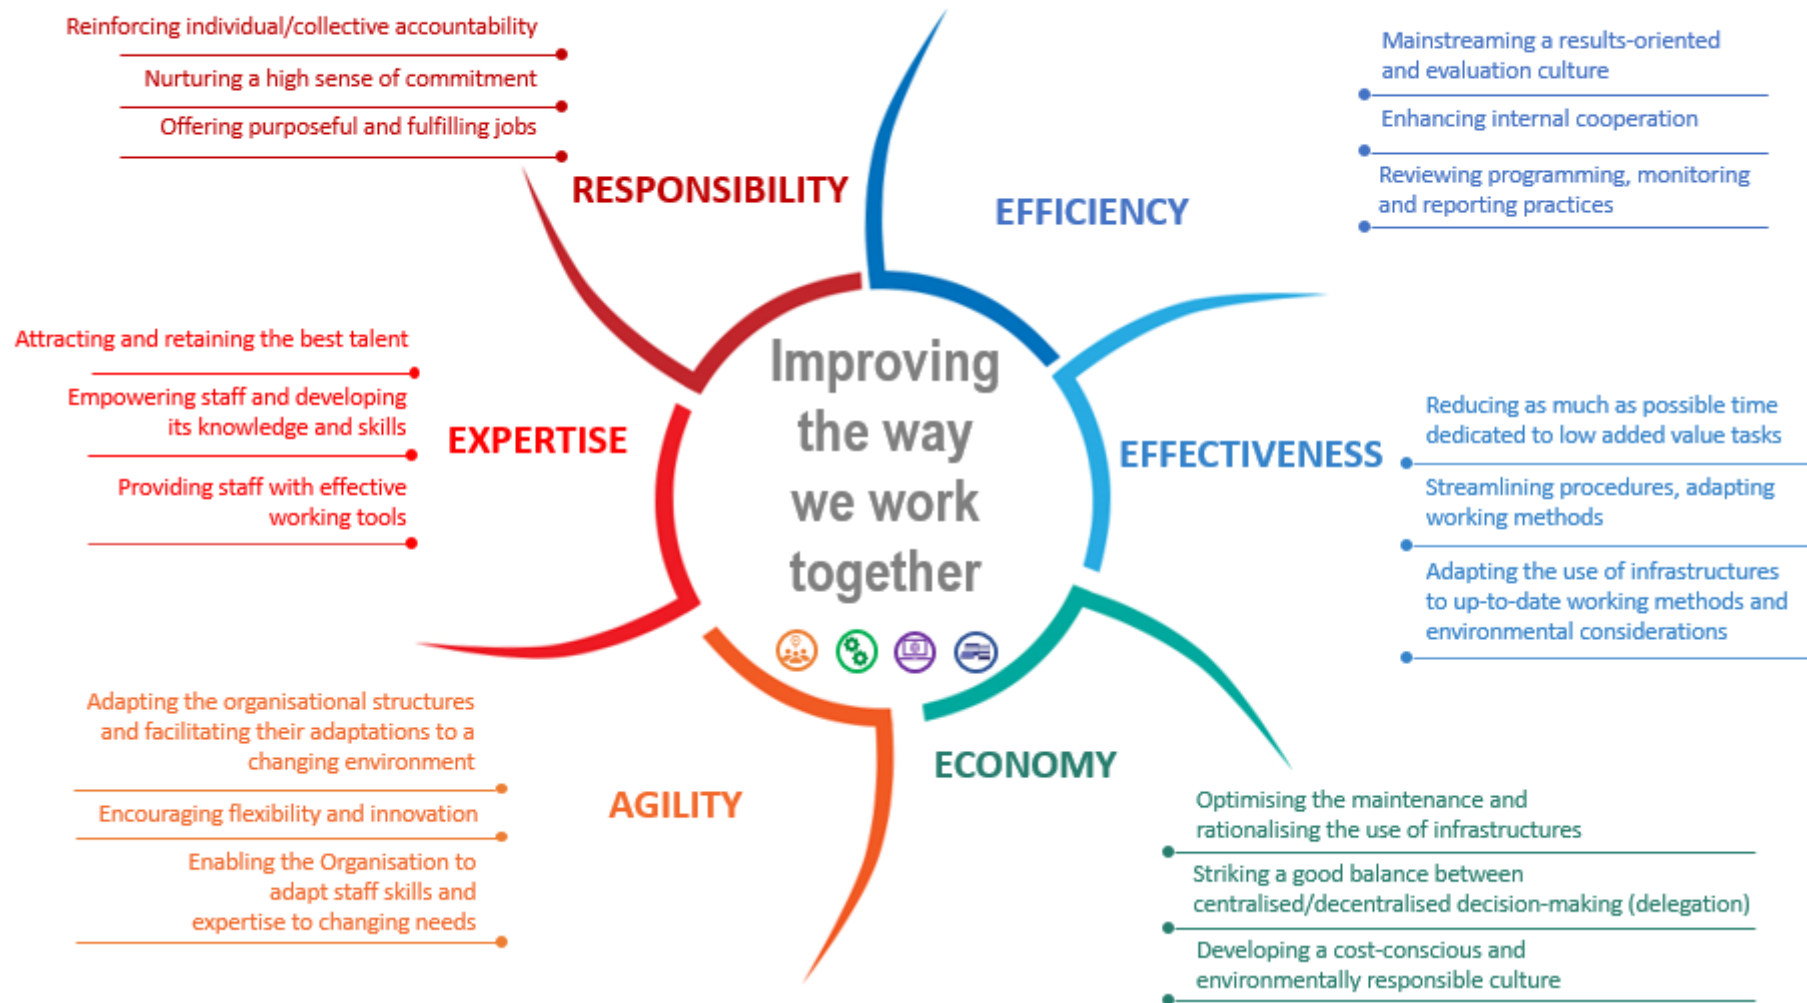 Reinforcing individual/collective accountability
Nurturing a high sense of commitment
Offering purposeful and fulfilling jobs
RESPONSIBILITY
EFFICIENCY
Mainstreaming a results-oriented
and evaluation culture
Enhancing internal cooperation
Reviewing programming, monitoring
and reporting practices
Attracting and retaining the best talent
Empowering staff and developing
its knowledge and skills
Providing staff with effective
working tools
EXPERTISE
Improving
the way
we work
together
EFFECTIVENESS
Reducing as much as possible time
dedicated to low added value tasks
Streamlining procedures, adapting
working methods
Adapting the use of infrastructures
to up-to-date working methods and
environmental considerations
Adapting the organisational structures
and facilitating their adaptations to a
changing environment
Encouraging flexibility and innovation
Enabling the Organisation to
adapt staff skills and
expertise to changing needs
AGILITY
ECONOMY
Optimising the maintenance and
rationalising the use of infrastructures
Striking a good balance between
centralised/decentralised decision-making (delegation)
Developing a cost-conscious and
environmentally responsible culture